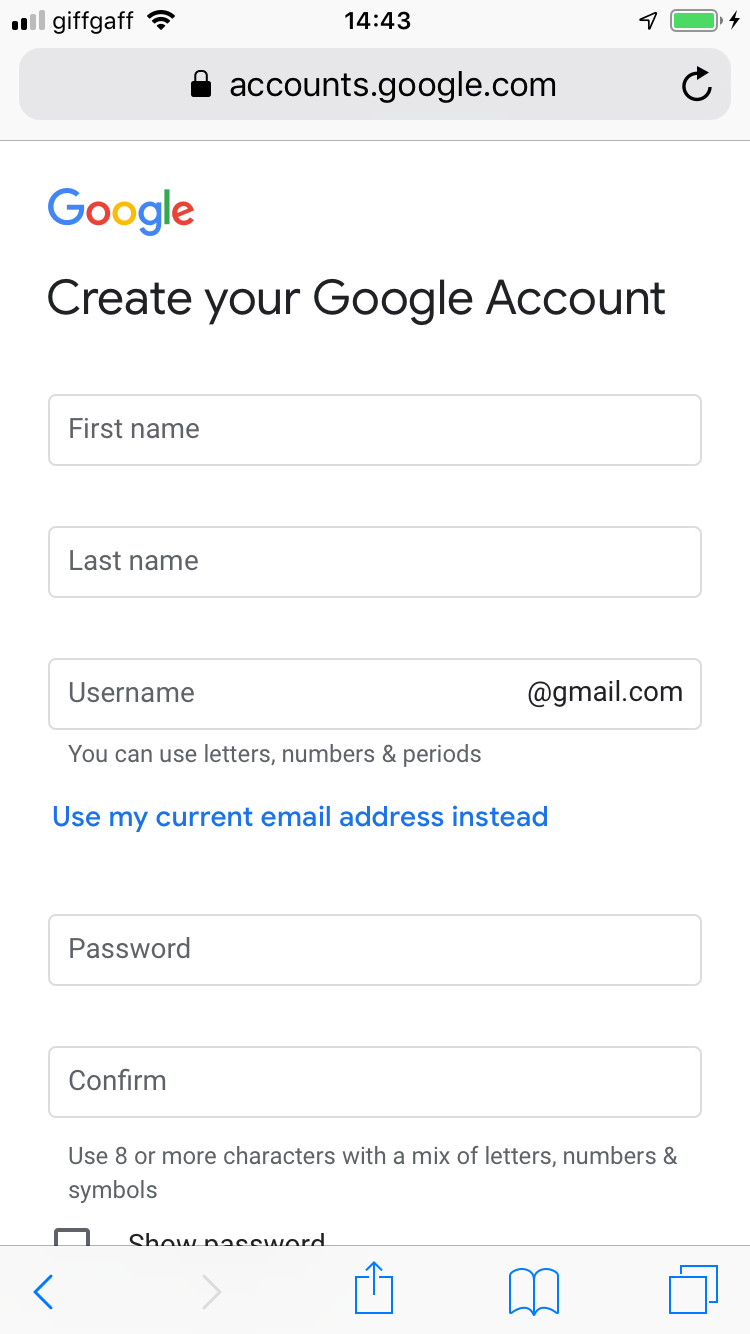 giffgaff 14:43
accounts.google.com
Google
Create your Google Account
First name
Last name
Username @gmail.com
You can use letters, numbers & periods
Use my current email address instead
Password
Confirm
Use 8 or more characters with a mix of letters, numbers &
symbols
Show password